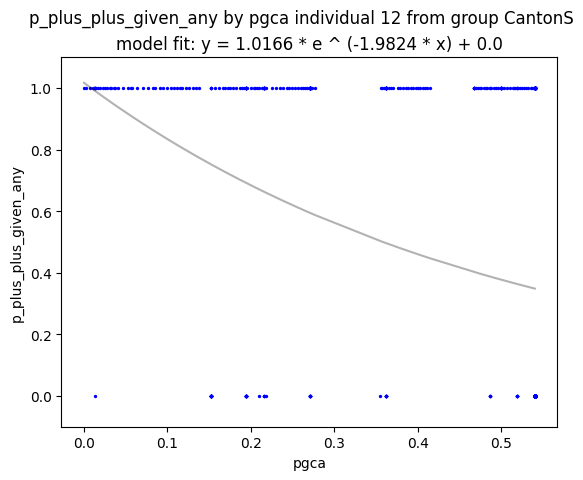 p_plus_plus_given_any by pgca individual 12 from group CantonS
model fit: y = 1.0166 * e ^ (-1.9824 * x) + 0.0
p_plus_plus_given_any
1.0
0.8
0.6
0.4
0.2
0.0
0.0 0.1 0.2 0.3 0.4 0.5
pgca